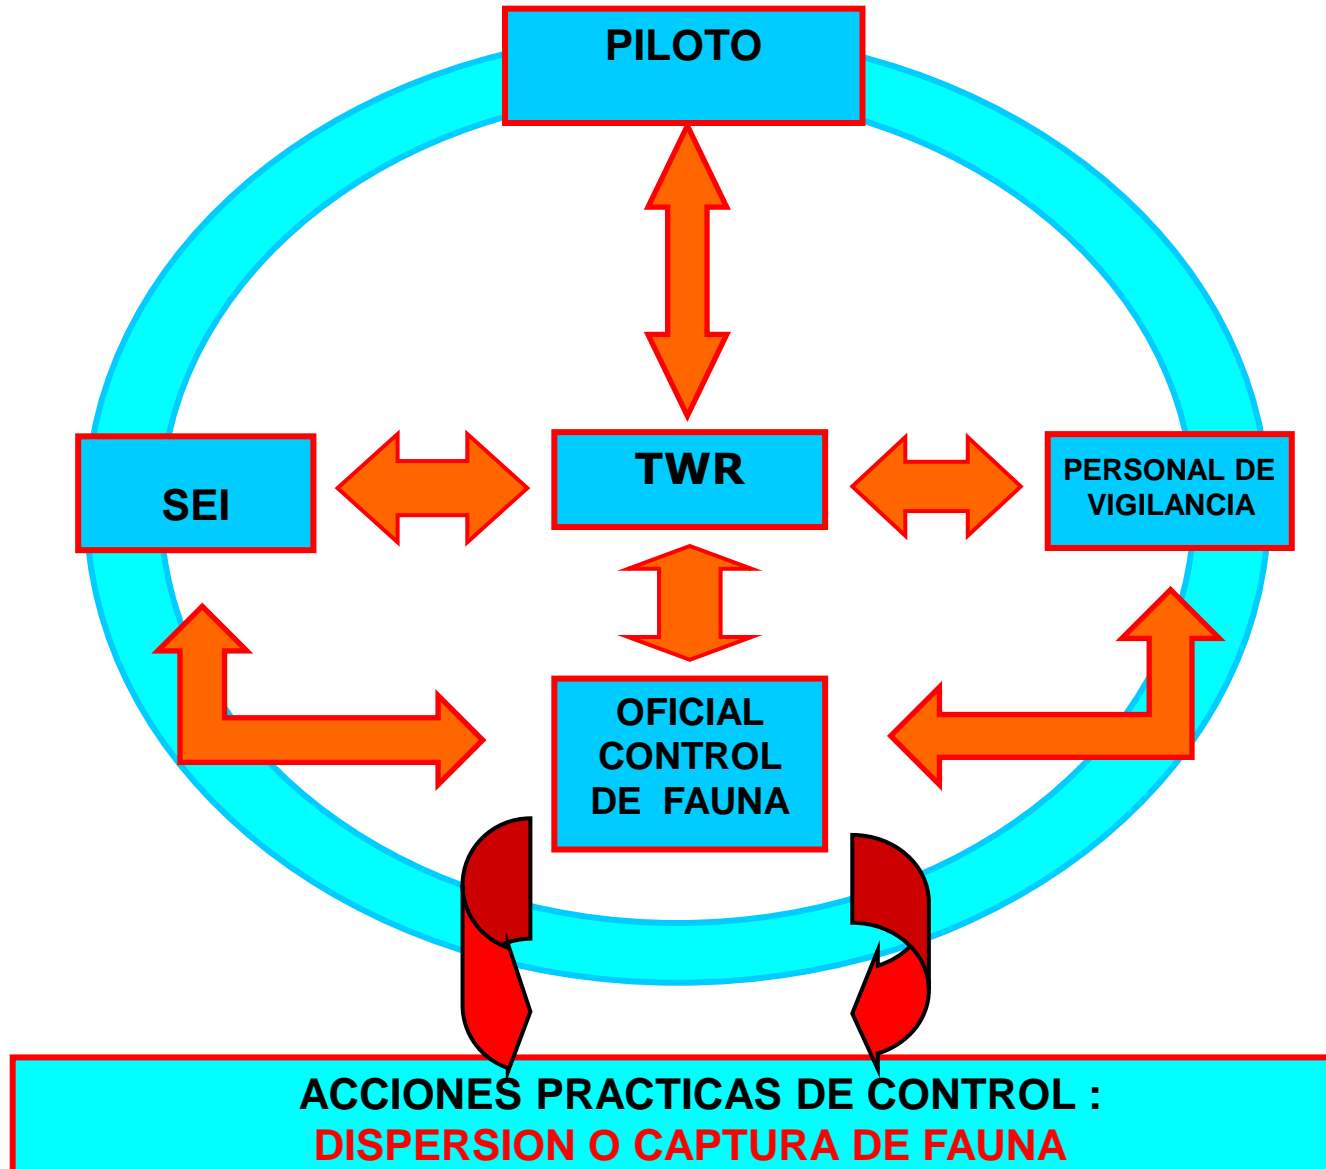 PILOTO
SEI
TWR
PERSONAL DE
VIGILANCIA
OFICIAL
CONTROL
DE FAUNA
ACCIONES PRACTICAS DE CONTROL :
DISPERSION O CAPTURA DE FAUNA